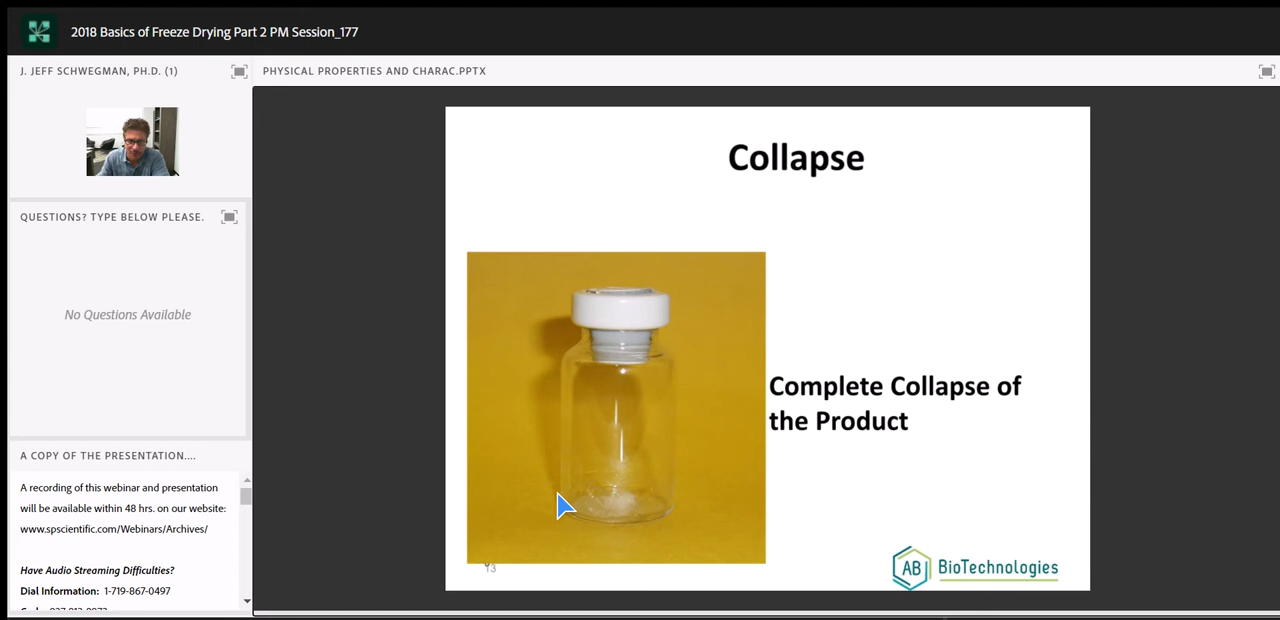 2018 Basics of Freeze Drying Part 2 PM Session_177
J. JEFF SCHWEGMAN, PH.D. (1)
PHYSICAL PROPERTIES AND CHARAC.PPTX
QUESTIONS? TYPE BELOW PLEASE.
No Questions Available
A COPY OF THE PRESENTATION....
A recording of this webinar and presentation
will be available within 48 hrs. on our website:
www.spscientific.com/Webinars/Archives/
Have Audio Streaming Difficulties?
Dial Information: 1-719-867-0497
Collapse
Complete Collapse of
the Product
13
AB BioTechnologies